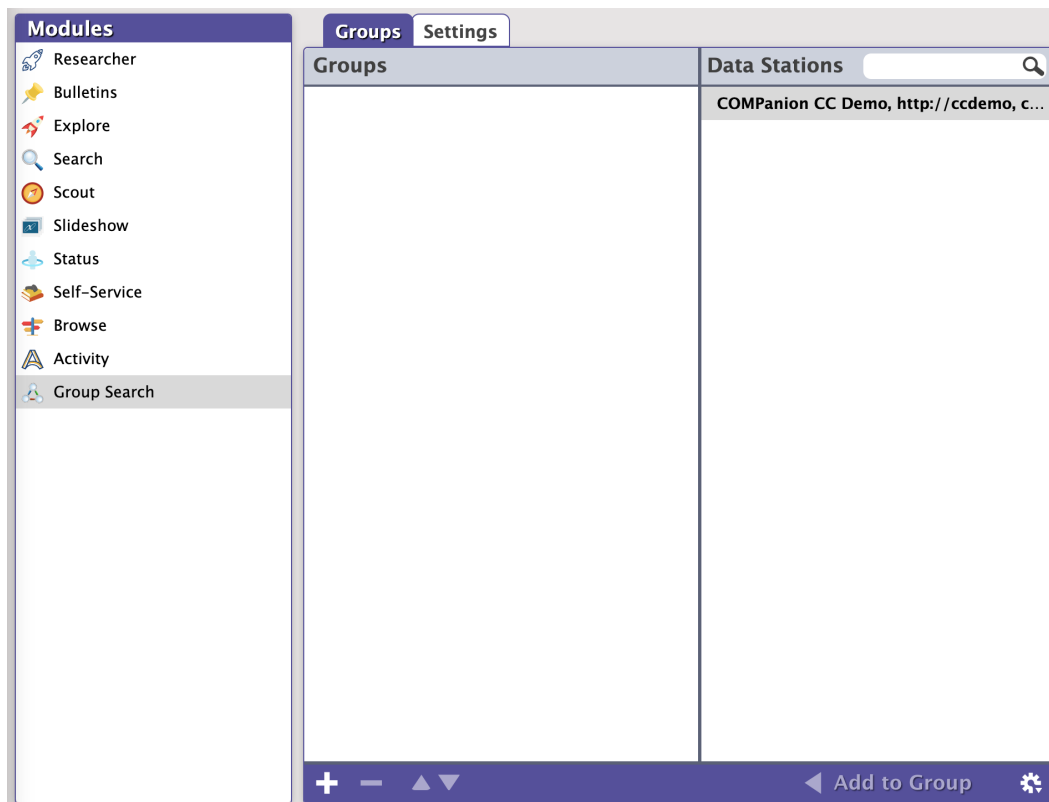 Modules
Researcher
Bulletins
Explore
Search
Scout
Slideshow
Status
Self-Service
Browse
Activity
Group Search
Groups
Settings
Groups
Data Stations
COMPanion CC Demo, http://ccdemo, c...
Add to Group